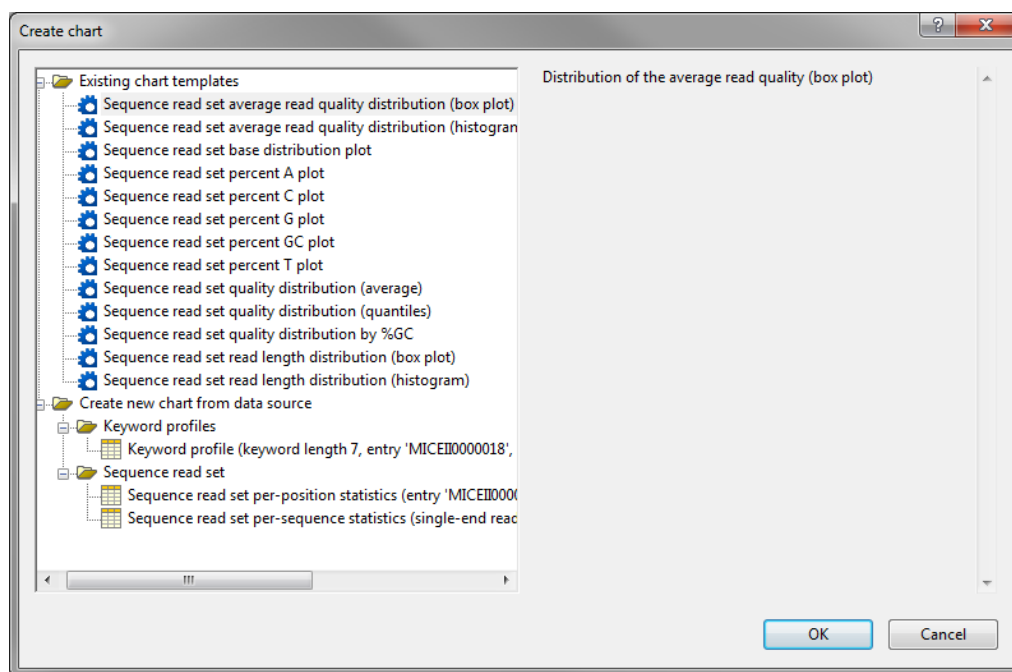 Create chart
Existing chart templates
Sequence read set average read quality distribution (box plot)
Sequence read set average read quality distribution (histogran
Sequence read set base distribution plot
Sequence read set percent A plot
Sequence read set percent C plot
Sequence read set percent G plot
Sequence read set percent GC plot
Sequence read set percent T plot
Sequence read set quality distribution (average)
Sequence read set quality distribution (quantiles)
Sequence read set quality distribution by %GC
Sequence read set read length distribution (box plot)
Sequence read set read length distribution (histogram)
Create new chart from data source
Keyword profiles
Keyword profile (keyword length 7, entry 'MICEII0000018',
Sequence read set
Sequence read set per-position statistics (entry 'MICEII000(
Sequence read set per-sequence statistics (single-end read
Distribution of the average read quality (box plot)
OK
Cancel